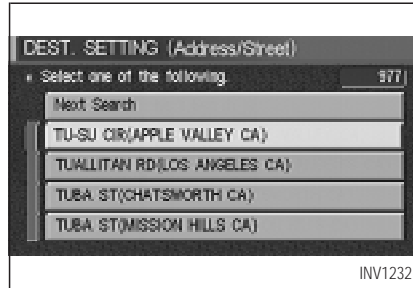 DEST. SETTING (Address/Street)
Select one of the following. 977
Next Search
TU-SU CIR(APPLE VALLEY CA)
TUALLITAN RD(LOS ANGELES CA)
TUBA ST(CHATSWORTH CA)
TUBA ST(MISSION HILLS CA)
INV1232